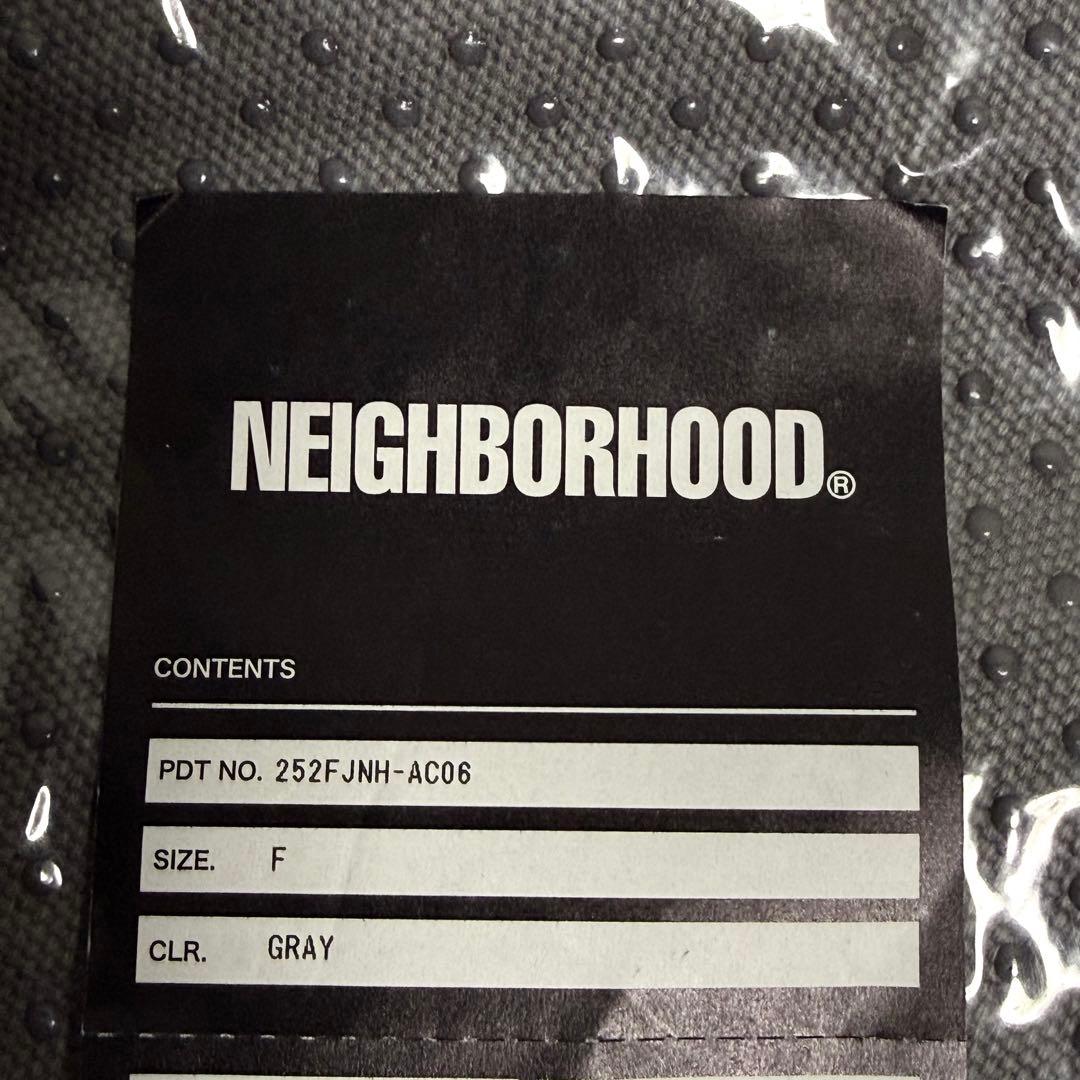 NEIGHBORHOOD®
CONTENTS
PDT NO. 252FJNH-AC06
SIZE. F
CLR. GRAY